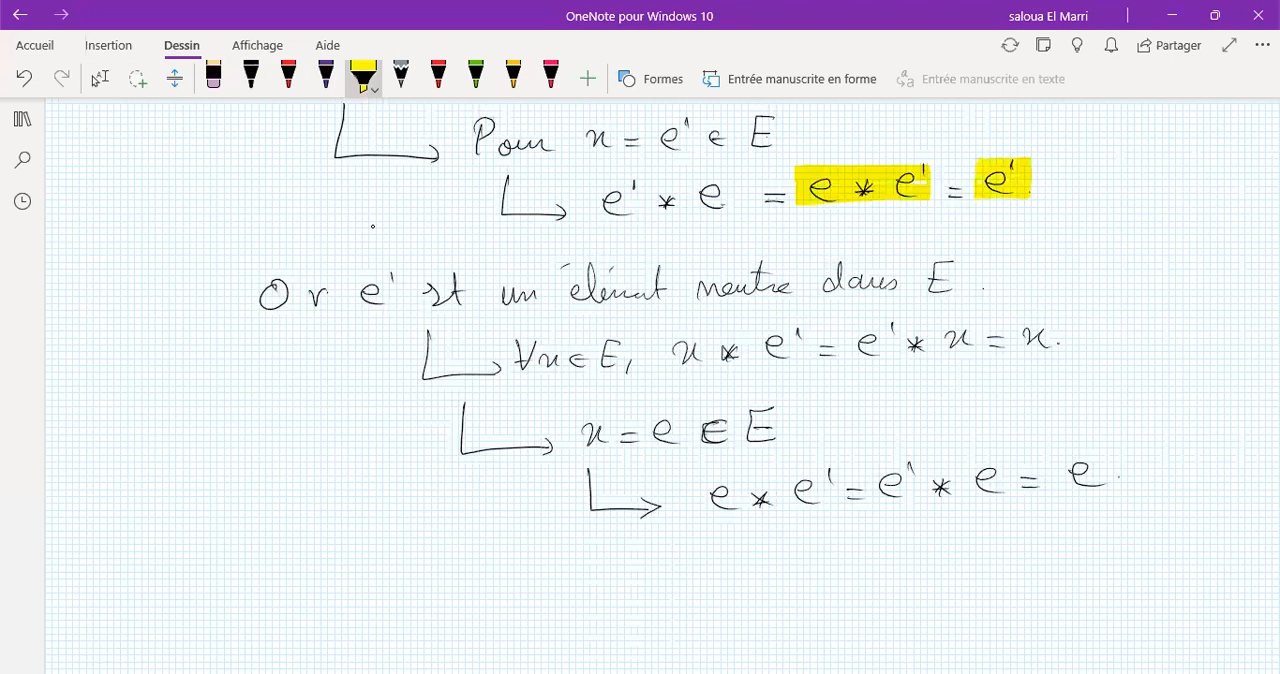 OneNote pour Windows 10
saloua El Marri
Accueil Insertion Dessin Affichage Aide
Partager
Formes Entrée manuscrite en forme Entrée manuscrite en texte
Pour x = e' ∈ E
e' * e = e * e' = e'.
Or e' est un élément neutre dans E.
∀x ∈ E, x * e' = e' * x = x.
x = e ∈ E
e * e' = e' * e = e.